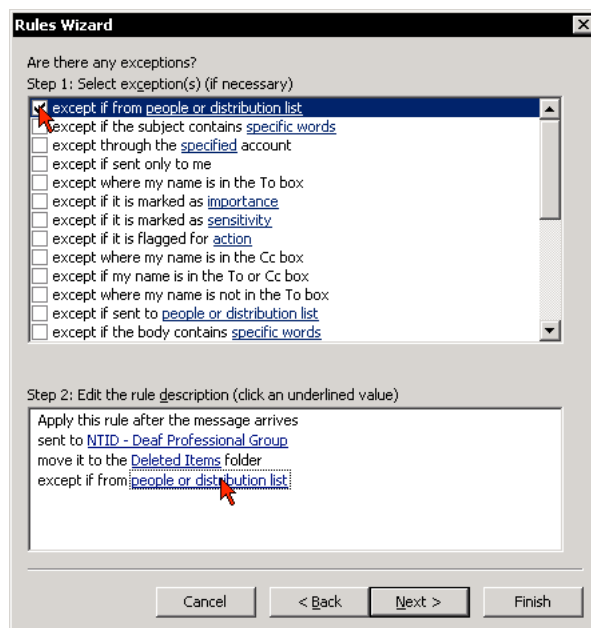 Rules Wizard
Are there any exceptions?
Step 1: Select exception(s) (if necessary)
except if from people or distribution list
except if the subject contains specific words
except through the specified account
except if sent only to me
except where my name is in the To box
except if it is marked as importance
except if it is marked as sensitivity
except if it is flagged for action
except where my name is in the Cc box
except if my name is in the To or Cc box
except where my name is not in the To box
except if sent to people or distribution list
except if the body contains specific words
Step 2: Edit the rule description (click an underlined value)
Apply this rule after the message arrives
sent to NTID - Deaf Professional Group
move it to the Deleted Items folder
except if from people or distribution list
Cancel < Back Next > Finish